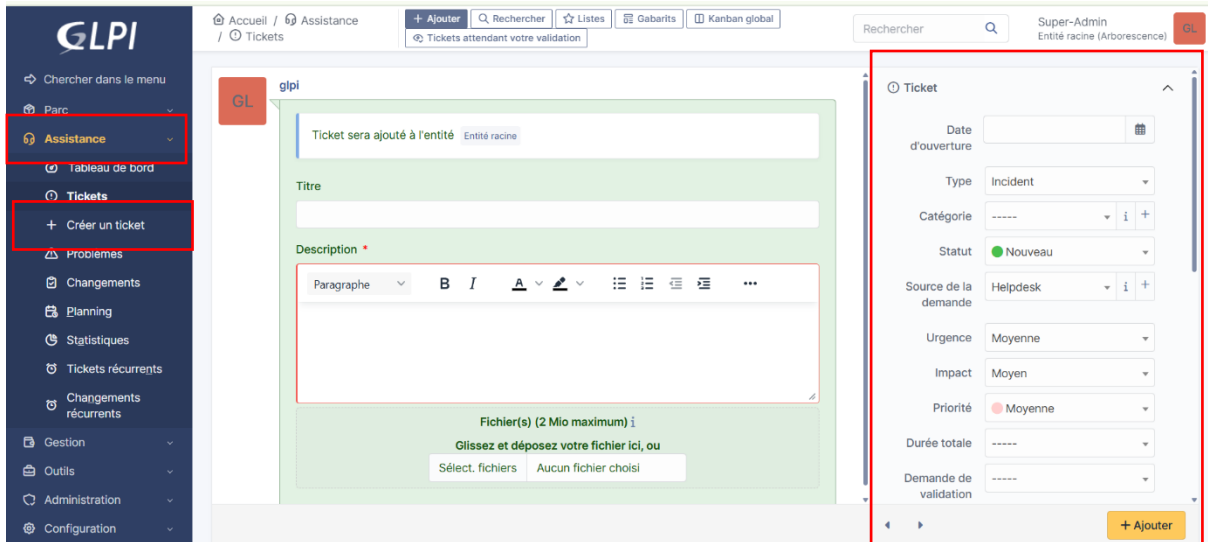 GLPI
Chercher dans le menu
Parc
Assistance
Tableau de bord
Tickets
Créer un ticket
Problèmes
Changements
Planning
Statistiques
Tickets récurrents
Changements
récurrents
Gestion
Outils
Administration
Configuration
Accueil / Assistance
/ Tickets
+ Ajouter
Rechercher
Listes
Gabarits
Kanban global
Tickets attendant votre validation
Rechercher
Super-Admin
Entité racine (Arborescence)
GL
GL
glpi
Ticket sera ajouté à l'entité Entité racine
Titre
Description *
Paragraphe B I A ...
Fichier(s) (2 Mio maximum) i
Glissez et déposez votre fichier ici, ou
Sélect. fichiers Aucun fichier choisi
Ticket
Date
d'ouverture
Type Incident
Catégorie ----- i +
Statut Nouveau
Source de la
demande
Helpdesk i +
Urgence Moyenne
Impact Moyen
Priorité Moyenne
Durée totale -----
Demande de
validation
-----
+ Ajouter